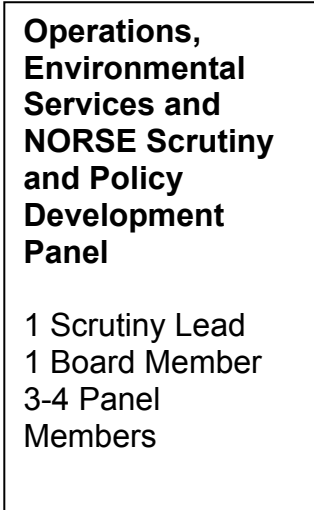 Operations,
Environmental
Services and
NORSE Scrutiny
and Policy
Development
Panel
1 Scrutiny Lead
1 Board Member
3-4 Panel
Members